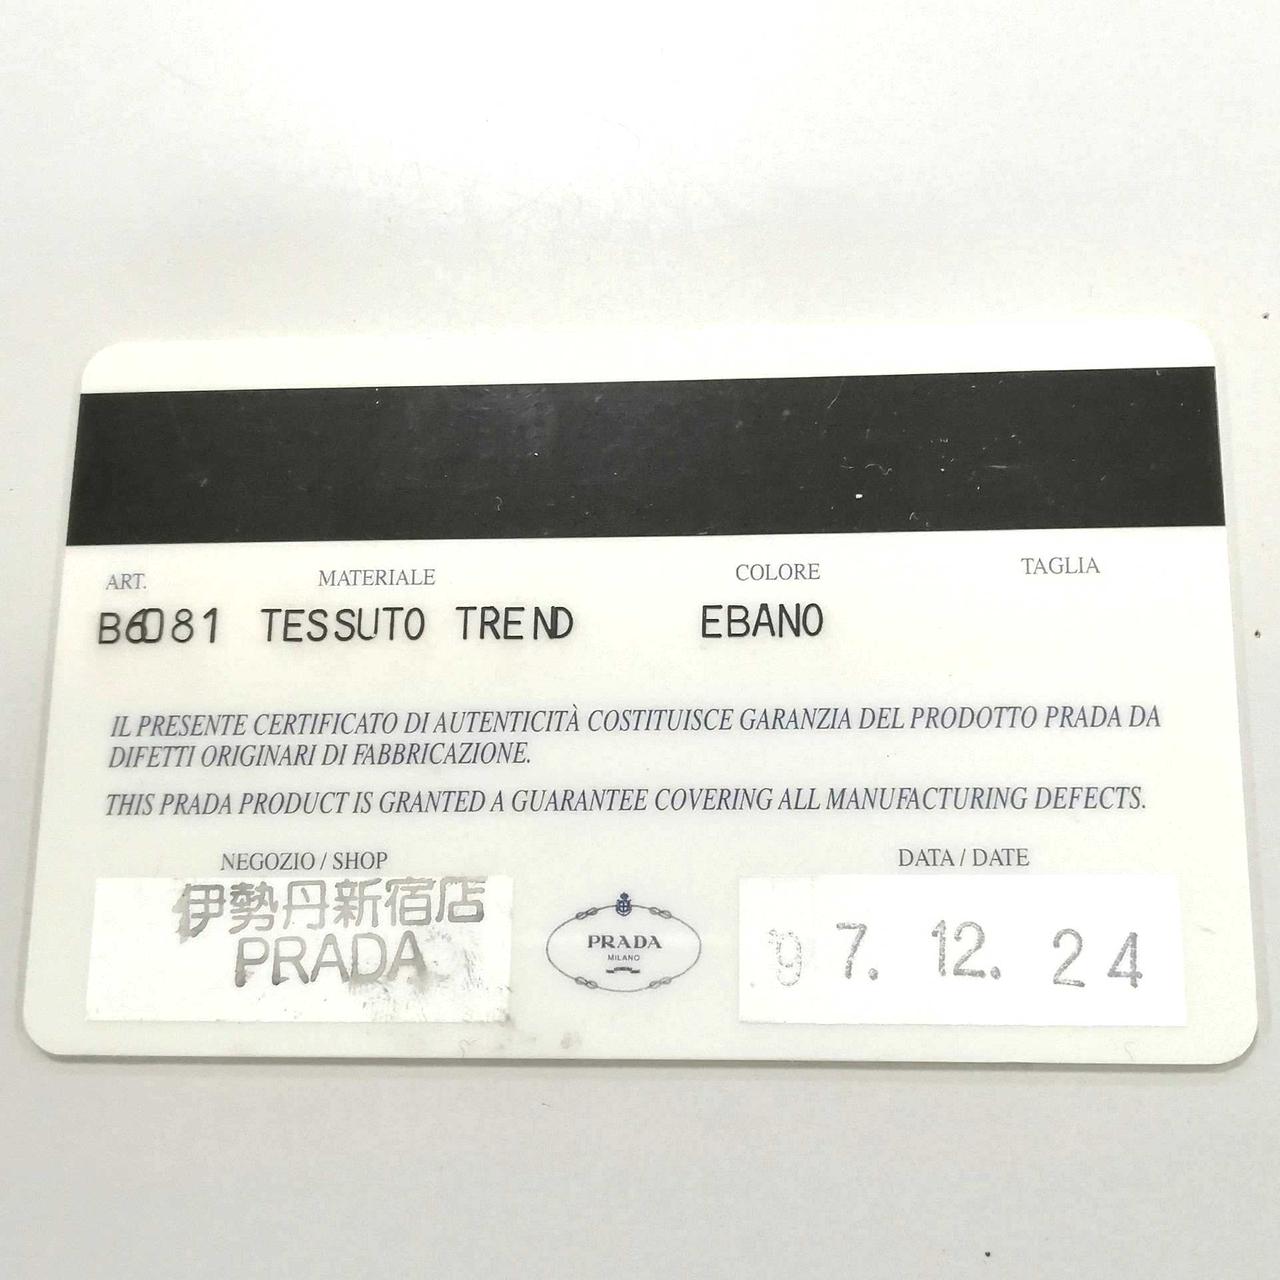 ART. MATERIALE COLORE TAGLIA
B6081 TESSUTO TREND EBANO
IL PRESENTE CERTIFICATO DI AUTENTICITÀ COSTITUISCE GARANZIA DEL PRODOTTO PRADA DA
DIFETTI ORIGINARI DI FABBRICAZIONE.
THIS PRADA PRODUCT IS GRANTED A GUARANTEE COVERING ALL MANUFACTURING DEFECTS.
NEGOZIO / SHOP DATA / DATE
伊勢丹新宿店
PRADA
PRADA
MILANO
'97. 12. 24